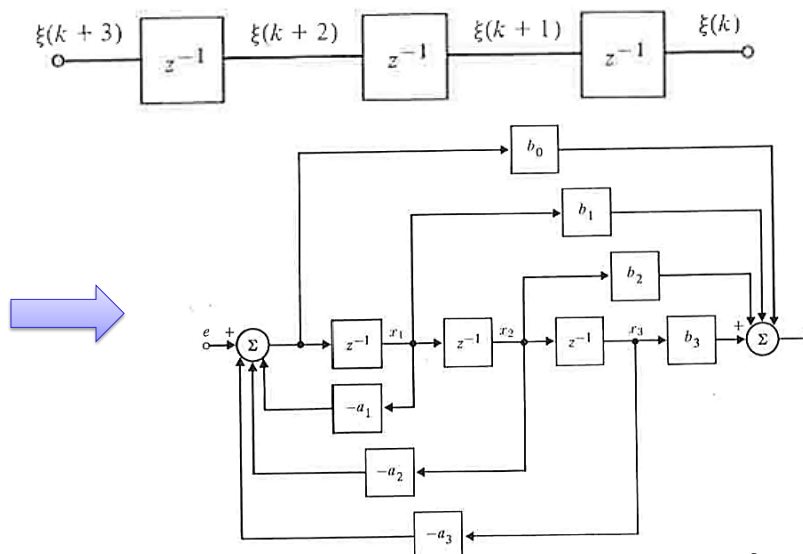 ξ(k + 3) z⁻¹ ξ(k + 2) z⁻¹ ξ(k + 1) z⁻¹ ξ(k)
b₀
b₁
b₂
e + Σ z⁻¹ x₁ z⁻¹ x₂ z⁻¹ x₃ b₃ + Σ
−a₁
−a₂
−a₃